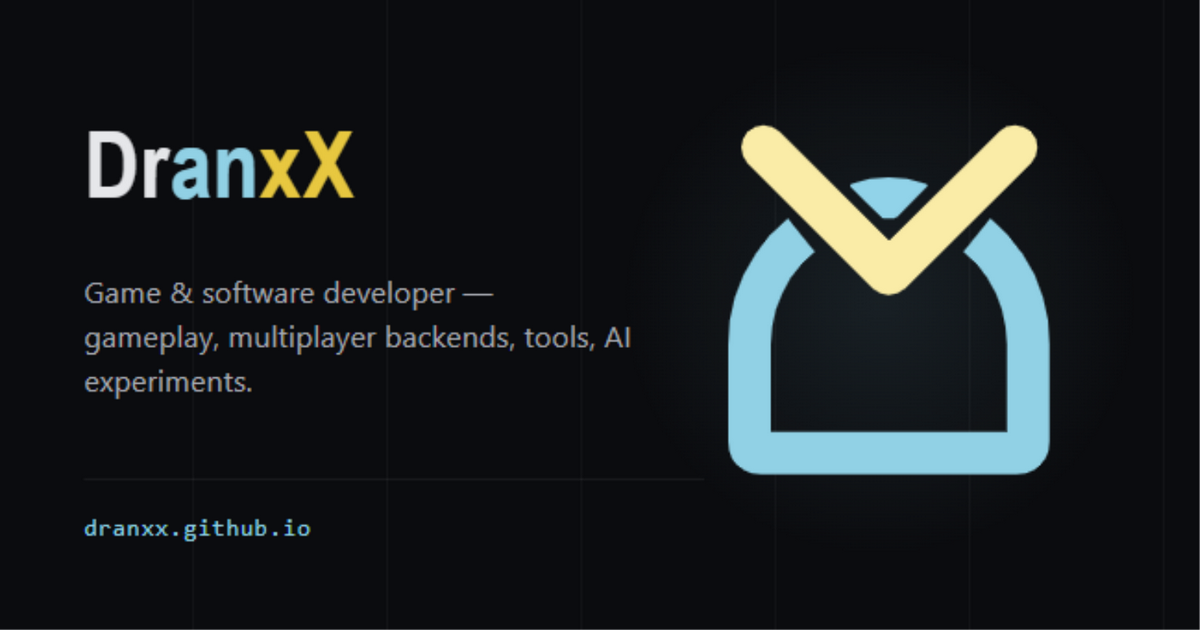 DranxX
Game & software developer —
gameplay, multiplayer backends, tools, AI
experiments.
dranxx.github.io